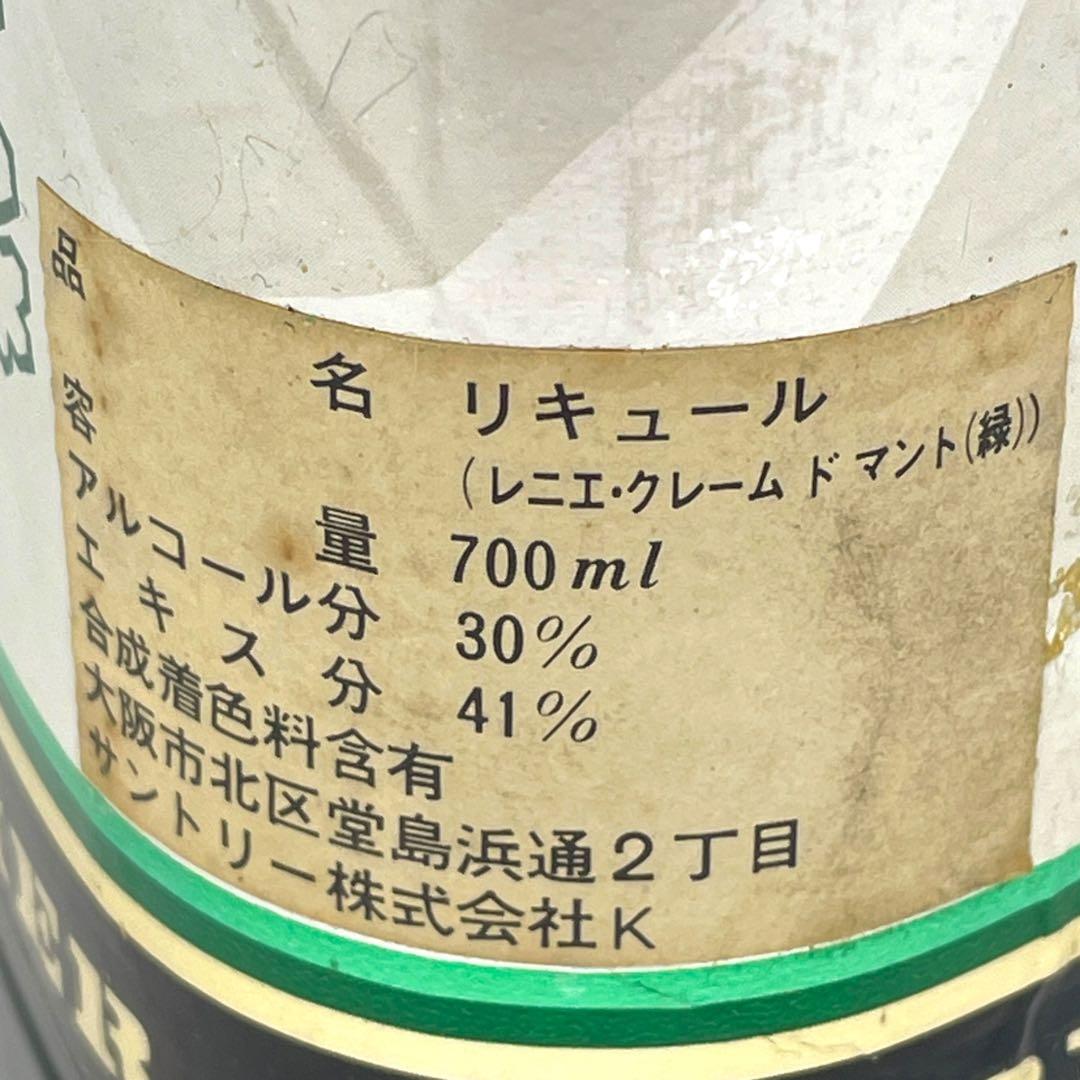 品名 リキュール
(レニエ・クレーム ド マント(緑))
容量 700ml
アルコール分 30%
エキス分 41%
合成着色料含有
大阪市北区堂島浜通2丁目
サントリー株式会社K